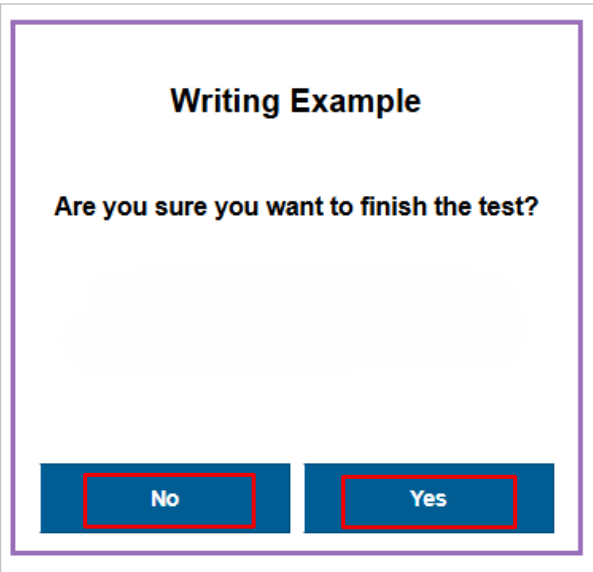 Writing Example
Are you sure you want to finish the test?
No
Yes